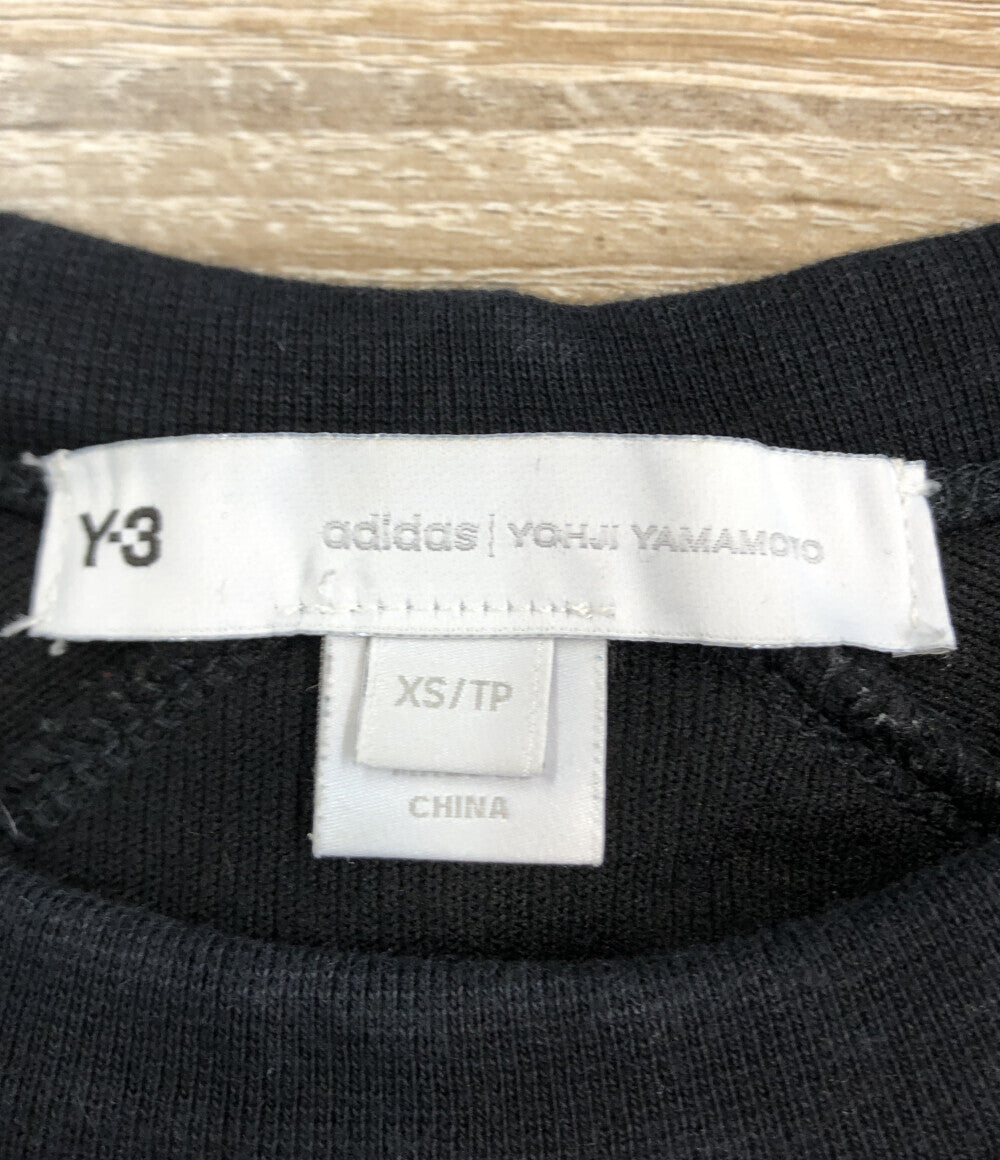 Y-3 adidas | YOHJI YAMAMOTO
XS/TP
CHINA